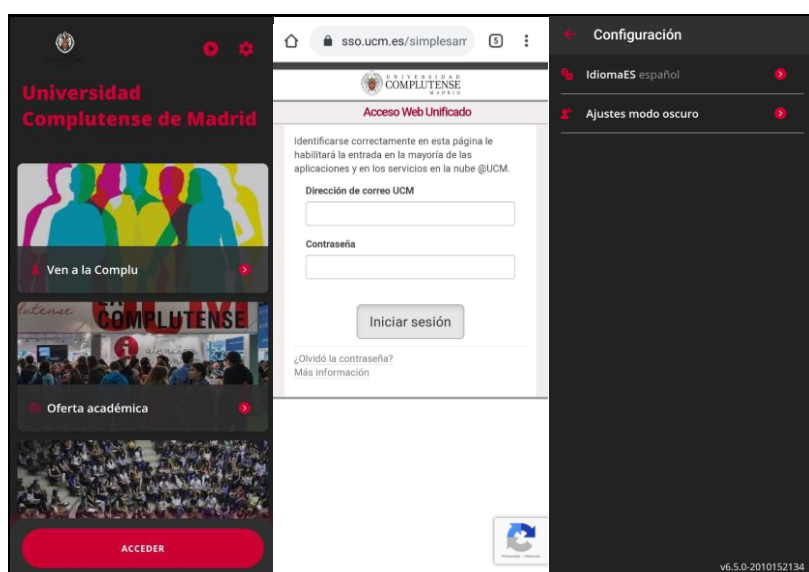 Universidad
Complutense de Madrid
Ven a la Complu
COMPLUTENSE
Oferta académica
ACCEDER
sso.ucm.es/simplesam
5
UNIVERSIDAD
COMPLUTENSE
MADRID
Acceso Web Unificado
Identificarse correctamente en esta página le
habilitará la entrada en la mayoría de las
aplicaciones y en los servicios en la nube @UCM.
Dirección de correo UCM
Contraseña
Iniciar sesión
¿Olvidó la contraseña?
Más información
Privacidad - Términos
Configuración
IdiomaES español
Ajustes modo oscuro
v6.5.0-2010152134